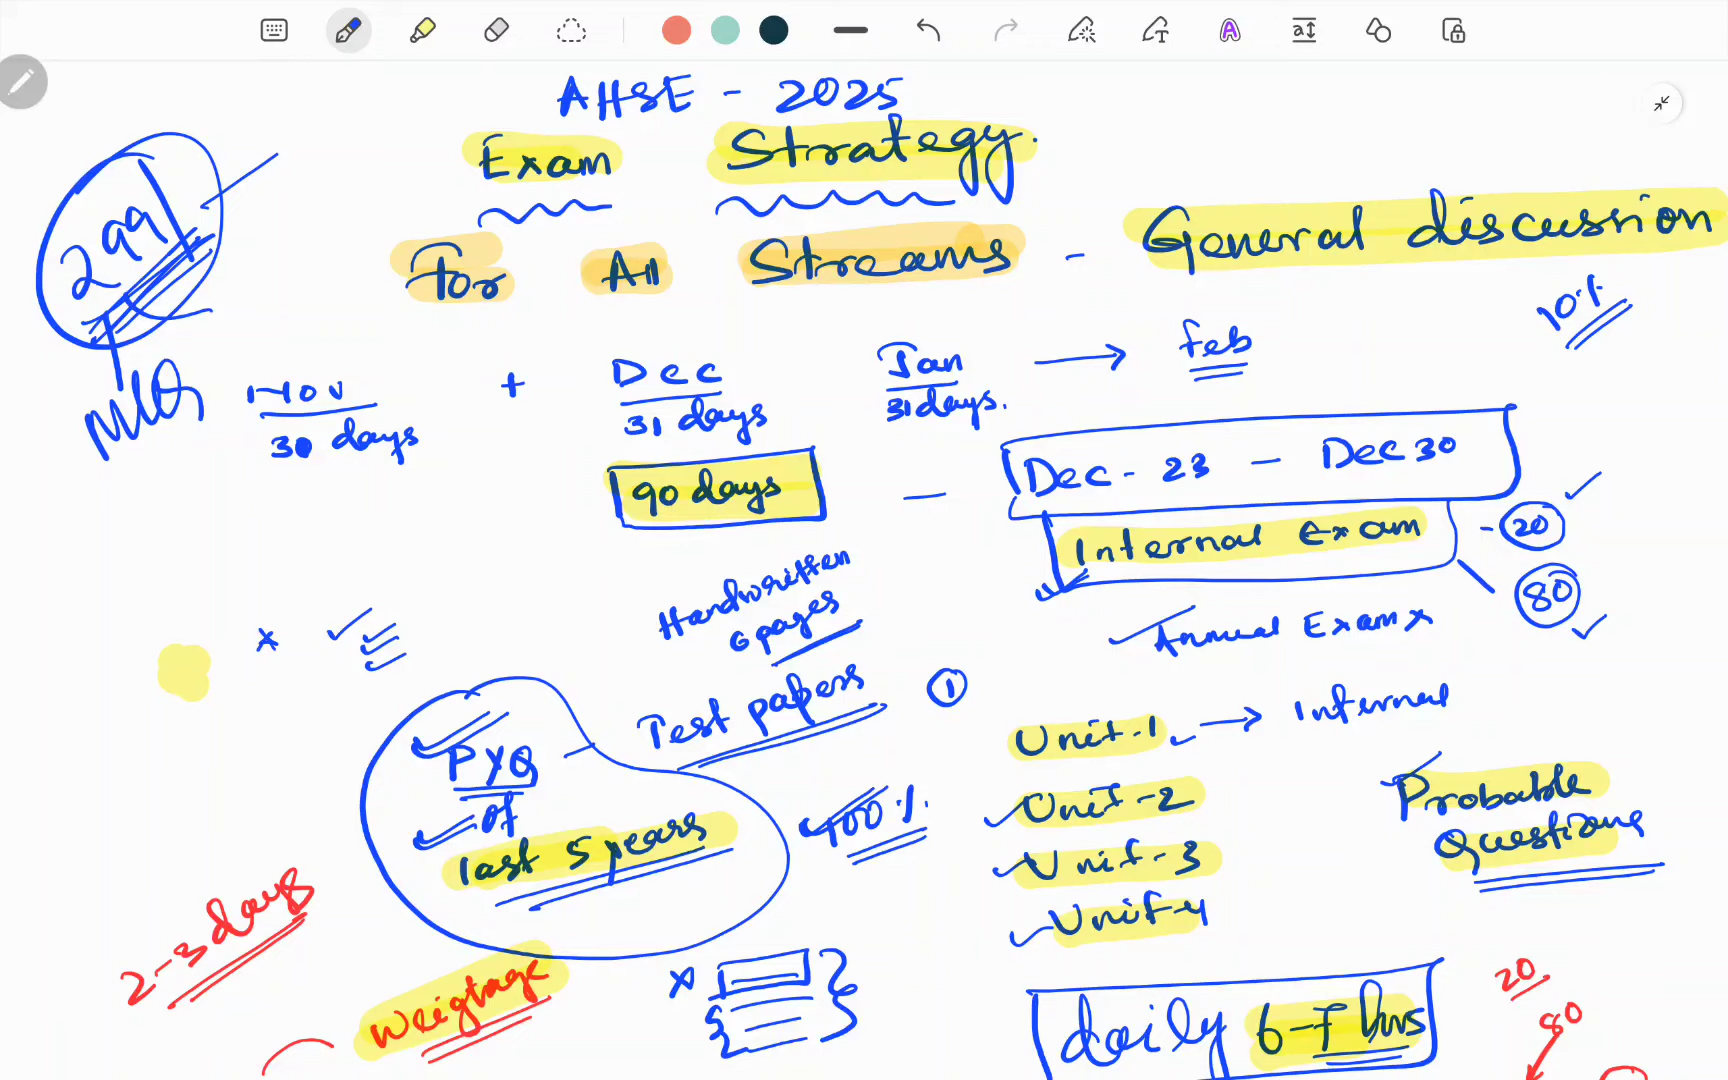 AHSE - 2025
Exam Strategy.
For All Streams - General discussion
299/
10%
Nov + Dec Jan → Feb
30 days 31 days 31 days.
90 days - Dec - 23 - Dec 30
Internal Exam - 20
80
Annual Exam x
Handwritten
6 pages
Test papers ①
PYQ
of
last 5 years
100%
Unit-1 → Internal
Unit-2
Unit-3
Unit-4
Probable
Questions
2-3 days
Weigtage
daily 6-7 hrs
20
80